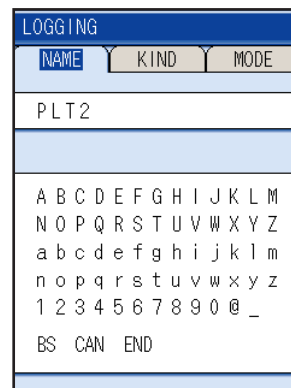 LOGGING
NAME KIND MODE
PLT2
A B C D E F G H I J K L M
N O P Q R S T U V W X Y Z
a b c d e f g h i j k l m
n o p q r s t u v w x y z
1 2 3 4 5 6 7 8 9 0 @ _
BS CAN END